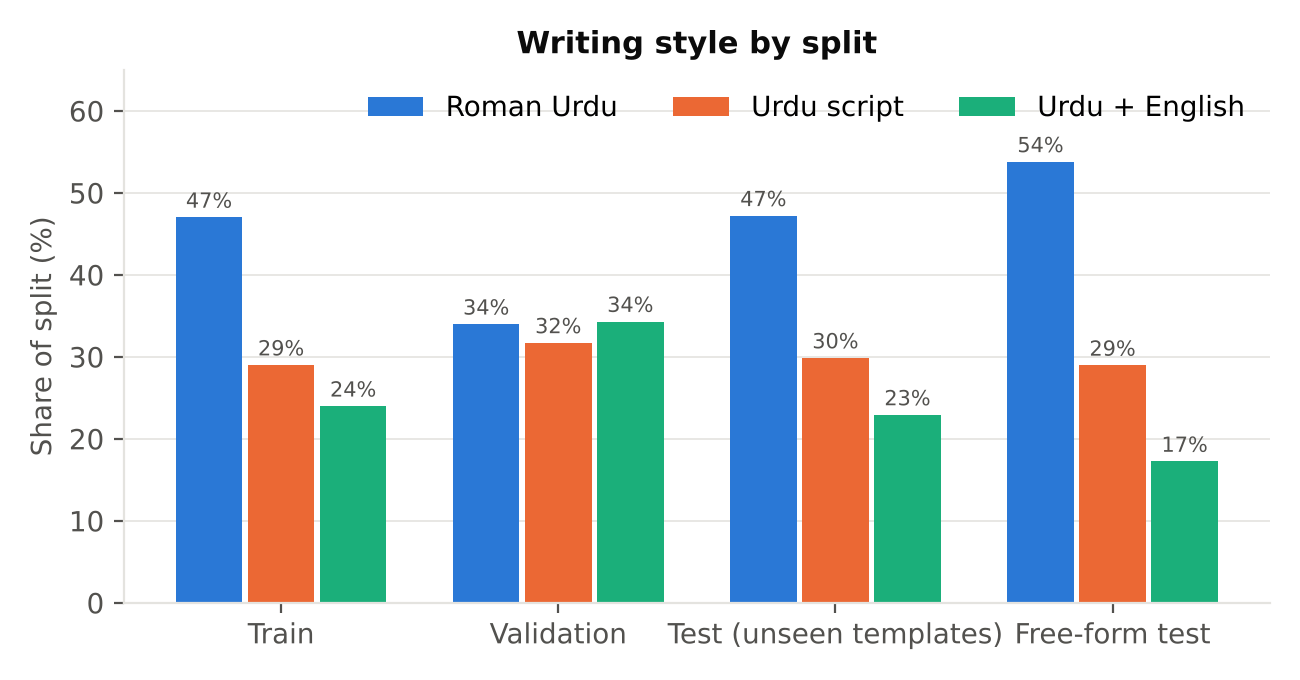 Writing style by split
Roman Urdu Urdu script Urdu + English
Share of split (%)
60
50
40
30
20
10
0
47% 29% 24%
34% 32% 34%
47% 30% 23%
54% 29% 17%
Train Validation Test (unseen templates) Free-form test